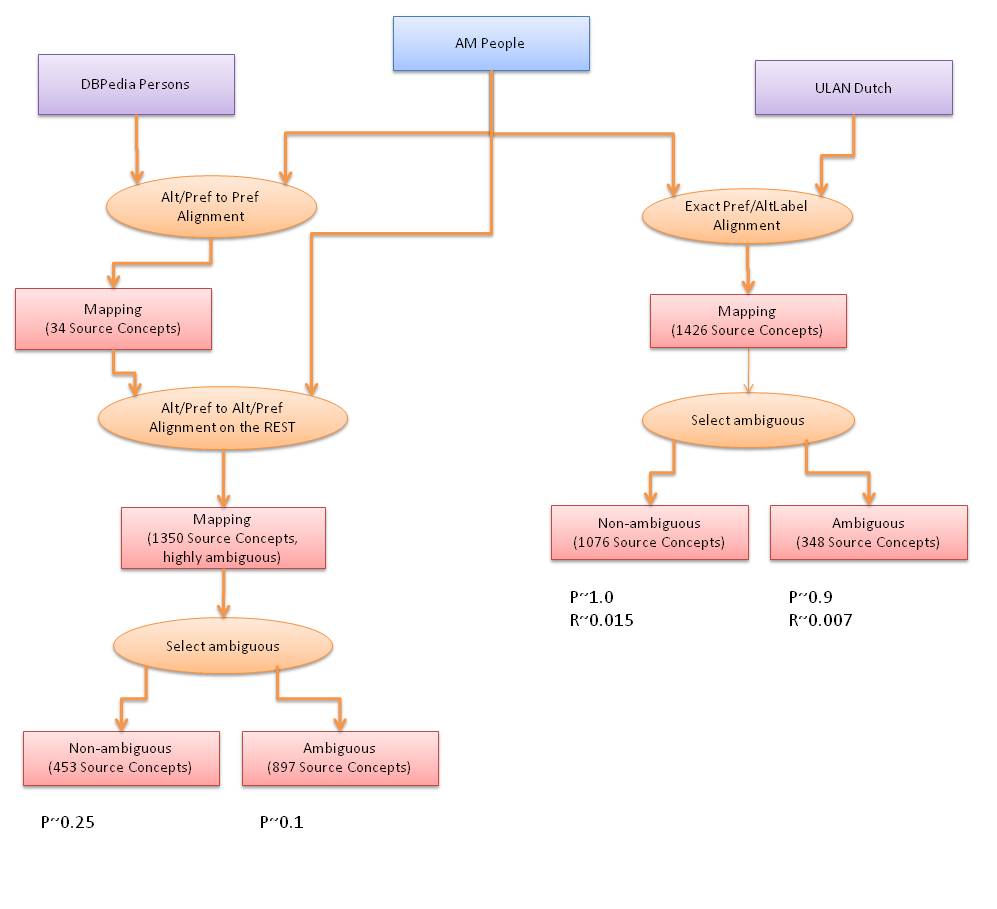 AM People
DBPedia Persons
ULAN Dutch
Alt/Pref to Pref
Alignment
Exact Pref/AltLabel
Alignment
Mapping
(34 Source Concepts)
Mapping
(1426 Source Concepts)
Alt/Pref to Alt/Pref
Alignment on the REST
Select ambiguous
Mapping
(1350 Source Concepts,
highly ambiguous)
Non-ambiguous
(1076 Source Concepts)
Ambiguous
(348 Source Concepts)
P~1.0
R~0.015
P~0.9
R~0.007
Select ambiguous
Non-ambiguous
(453 Source Concepts)
Ambiguous
(897 Source Concepts)
P~0.25
P~0.1